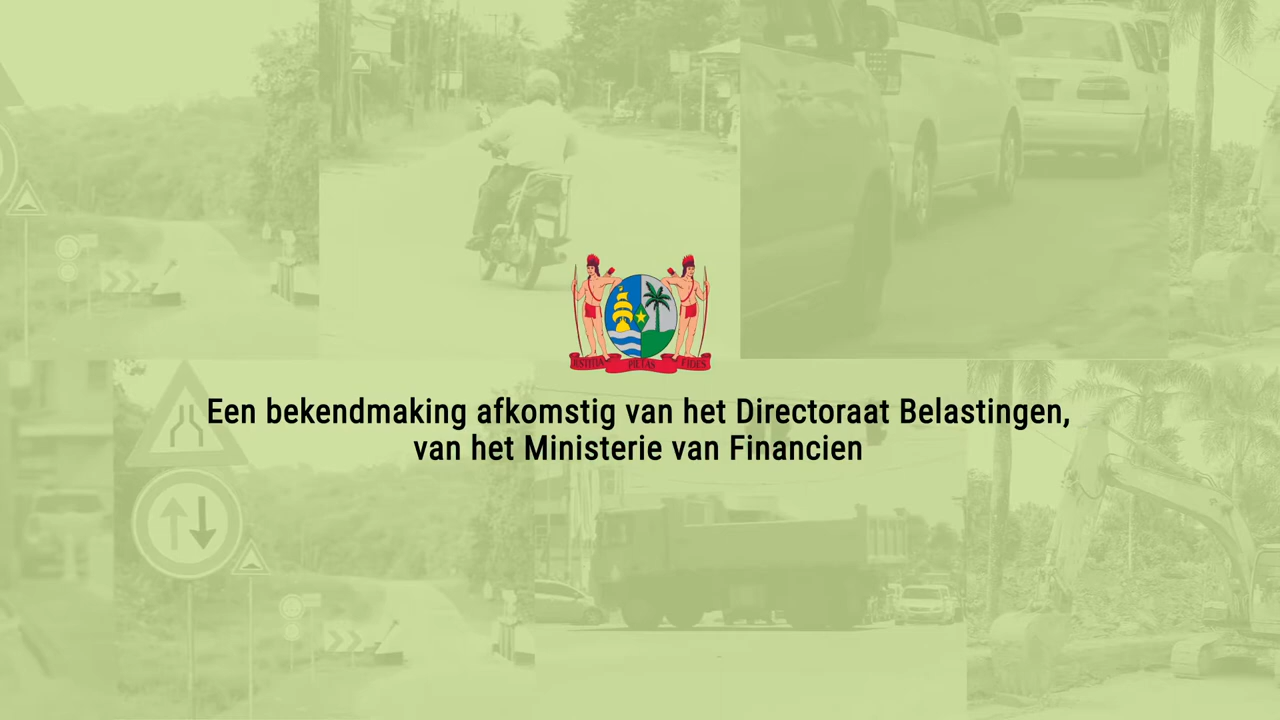 JUSTITIA PIETAS FIDES
Een bekendmaking afkomstig van het Directoraat Belastingen,
van het Ministerie van Financien